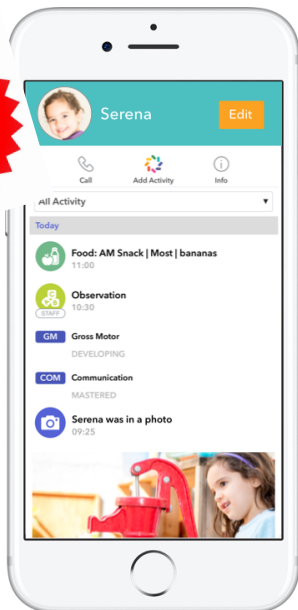 Serena
Edit
Call
Add Activity
Info
All Activity
Today
Food: AM Snack | Most | bananas
11:00
Observation
STAFF
10:30
GM Gross Motor
DEVELOPING
COM Communication
MASTERED
Serena was in a photo
09:25